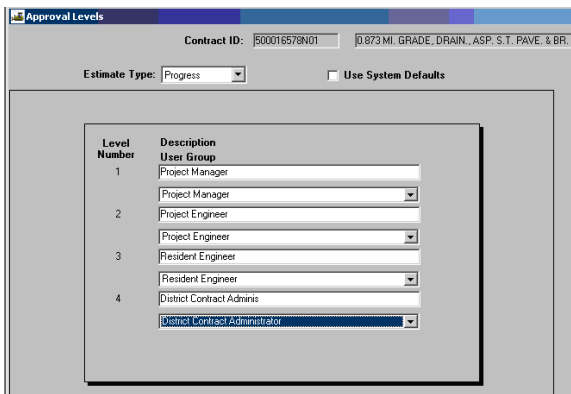 Approval Levels
Contract ID: 500016578N01 0.873 MI. GRADE, DRAIN., ASP. S.T. PAVE. & BR.
Estimate Type: Progress Use System Defaults
Level Number Description
User Group
1 Project Manager
Project Manager
2 Project Engineer
Project Engineer
3 Resident Engineer
Resident Engineer
4 District Contract Adminis
District Contract Administrator